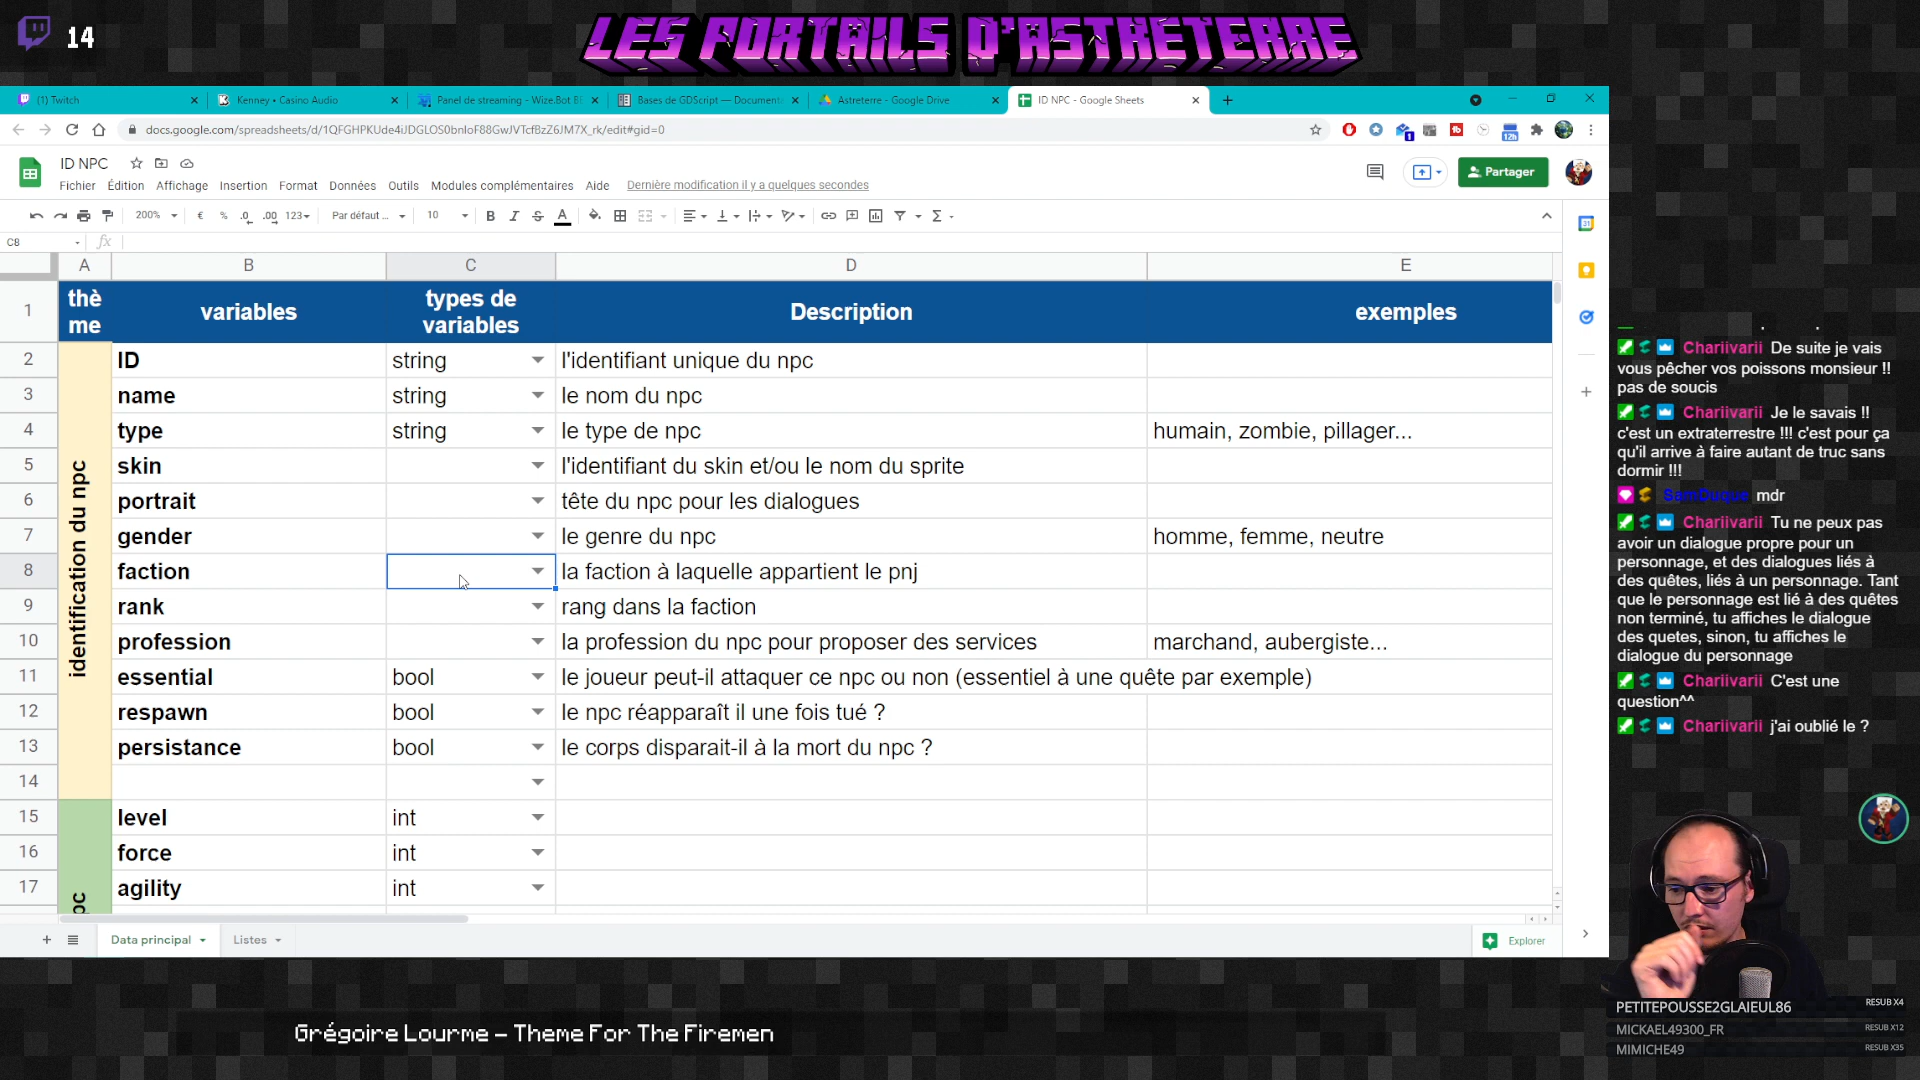 14
LES PORTAILS D'ASTRETERRE
(1) Twitch
Kenney • Casino Audio
Panel de streaming - Wize.Bot B
Bases de GDScript — Document
Astreterre - Google Drive
ID NPC - Google Sheets
docs.google.com/spreadsheets/d/1QFGHPKUde4iJDGLOS0bnIoF88GwJVTcfBzZ6JM7X_rk/edit#gid=0
ID NPC
Fichier Édition Affichage Insertion Format Données Outils Modules complémentaires Aide Dernière modification il y a quelques secondes
Partager
200% € % .0 .00 123 Par défaut ... 10 B I S A
C8 fx
A B C D E
1 thè me variables types de variables Description exemples
identification du npc
2 ID string l'identifiant unique du npc
3 name string le nom du npc
4 type string le type de npc humain, zombie, pillager...
5 skin l'identifiant du skin et/ou le nom du sprite
6 portrait tête du npc pour les dialogues
7 gender le genre du npc homme, femme, neutre
8 faction la faction à laquelle appartient le pnj
9 rank rang dans la faction
10 profession la profession du npc pour proposer des services marchand, aubergiste...
11 essential bool le joueur peut-il attaquer ce npc ou non (essentiel à une quête par exemple)
12 respawn bool le npc réapparaît il une fois tué ?
13 persistance bool le corps disparait-il à la mort du npc ?
14
15 level int
16 force int
17 agility int
Data principal Listes Explorer
Chariivarii De suite je vais
vous pêcher vos poissons monsieur !!
pas de soucis
Chariivarii Je le savais !!
c'est un extraterrestre !!! c'est pour ça
qu'il arrive à faire autant de truc sans
dormir !!!
SamDuque mdr
Chariivarii Tu ne peux pas
avoir un dialogue propre pour un
personnage, et des dialogues liés à
des quêtes, liés à un personnage. Tant
que le personnage est lié à des quêtes
non terminé, tu affiches le dialogue
des quetes, sinon, tu affiches le
dialogue du personnage
Chariivarii C'est une
question^^
Chariivarii j'ai oublié le ?
PETITEPOUSSE2GLAIEUL86 RESUB X4
MICKAEL49300_FR RESUB X12
MIMICHE49 RESUB X35
Grégoire Lourme – Theme For The Firemen